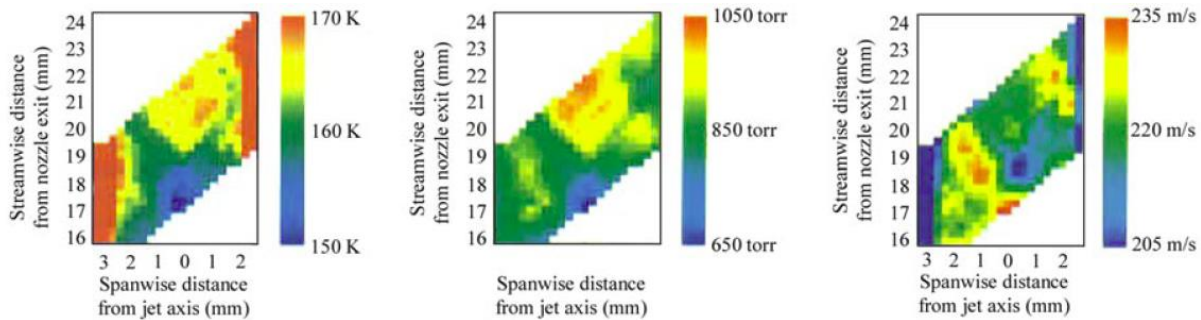 Streamwise distance
from nozzle exit (mm)
24
23
22
21
20
19
18
17
16
3 2 1 0 1 2
Spanwise distance
from jet axis (mm)
170 K
160 K
150 K
Streamwise distance
from nozzle exit (mm)
24
23
22
21
20
19
18
17
16
Spanwise distance
from jet axis (mm)
1050 torr
850 torr
650 torr
Streamwise distance
from nozzle exit (mm)
24
23
22
21
20
19
18
17
16
3 2 1 0 1 2
Spanwise distance
from jet axis (mm)
235 m/s
220 m/s
205 m/s